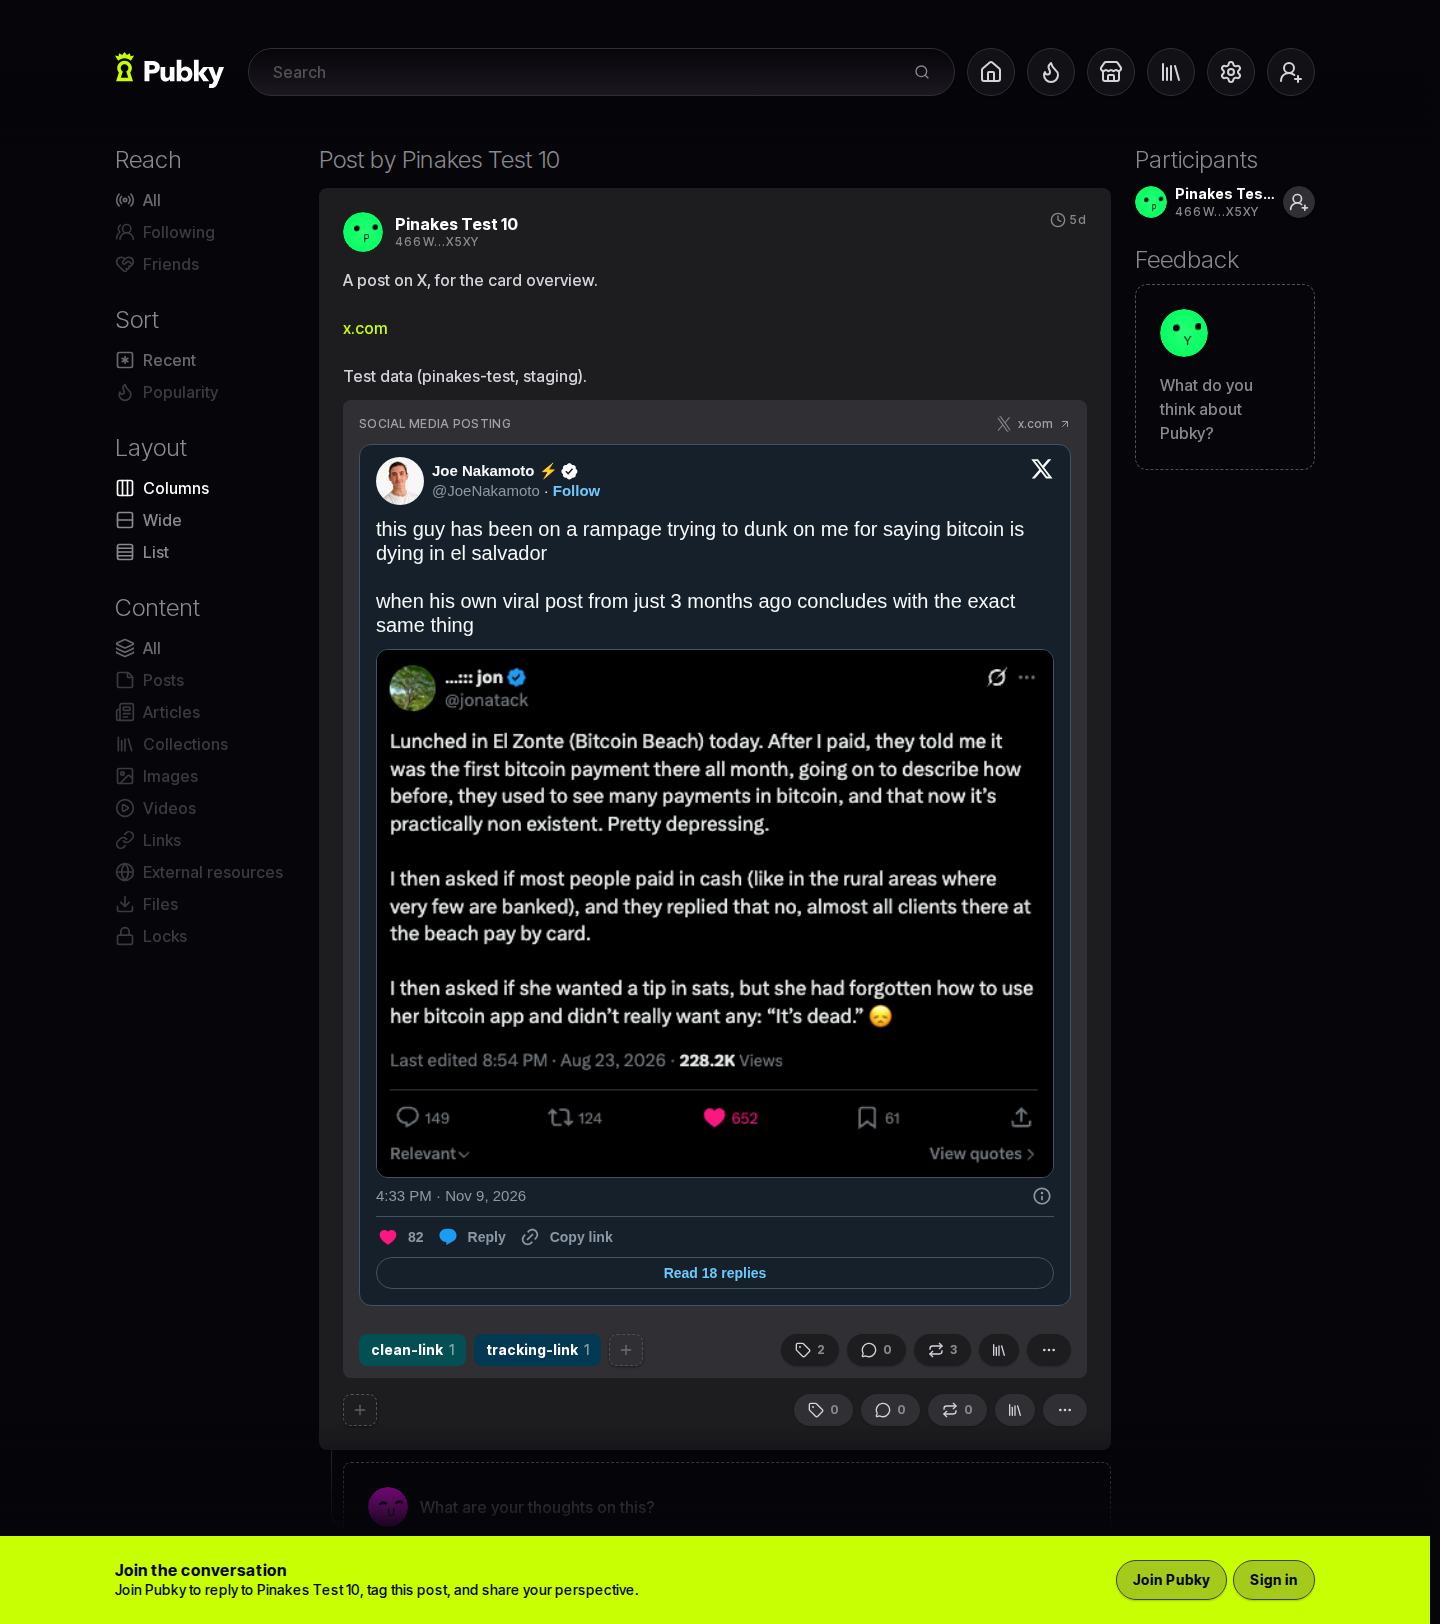 Pubky
Search
Reach
All
Following
Friends
Sort
Recent
Popularity
Layout
Columns
Wide
List
Content
All
Posts
Articles
Collections
Images
Videos
Links
External resources
Files
Locks
Post by Pinakes Test 10
Pinakes Test 10
466W...X5XY
5d
A post on X, for the card overview.
x.com
Test data (pinakes-test, staging).
SOCIAL MEDIA POSTING
x.com
Joe Nakamoto ⚡
@JoeNakamoto · Follow
this guy has been on a rampage trying to dunk on me for saying bitcoin is
dying in el salvador
when his own viral post from just 3 months ago concludes with the exact
same thing
...::: jon
@jonatack
Lunched in El Zonte (Bitcoin Beach) today. After I paid, they told me it
was the first bitcoin payment there all month, going on to describe how
before, they used to see many payments in bitcoin, and that now it’s
practically non existent. Pretty depressing.
I then asked if most people paid in cash (like in the rural areas where
very few are banked), and they replied that no, almost all clients there at
the beach pay by card.
I then asked if she wanted a tip in sats, but she had forgotten how to use
her bitcoin app and didn’t really want any: “It’s dead.” 😞
Last edited 8:54 PM · Aug 23, 2026 · 228.2K Views
149 124 652 61
Relevant View quotes
4:33 PM · Nov 9, 2026
82 Reply Copy link
Read 18 replies
clean-link 1 tracking-link 1
2 0 3
0 0 0
What are your thoughts on this?
Participants
Pinakes Tes...
466W...X5XY
Feedback
What do you
think about
Pubky?
Join the conversation
Join Pubky to reply to Pinakes Test 10, tag this post, and share your perspective.
Join Pubky
Sign in